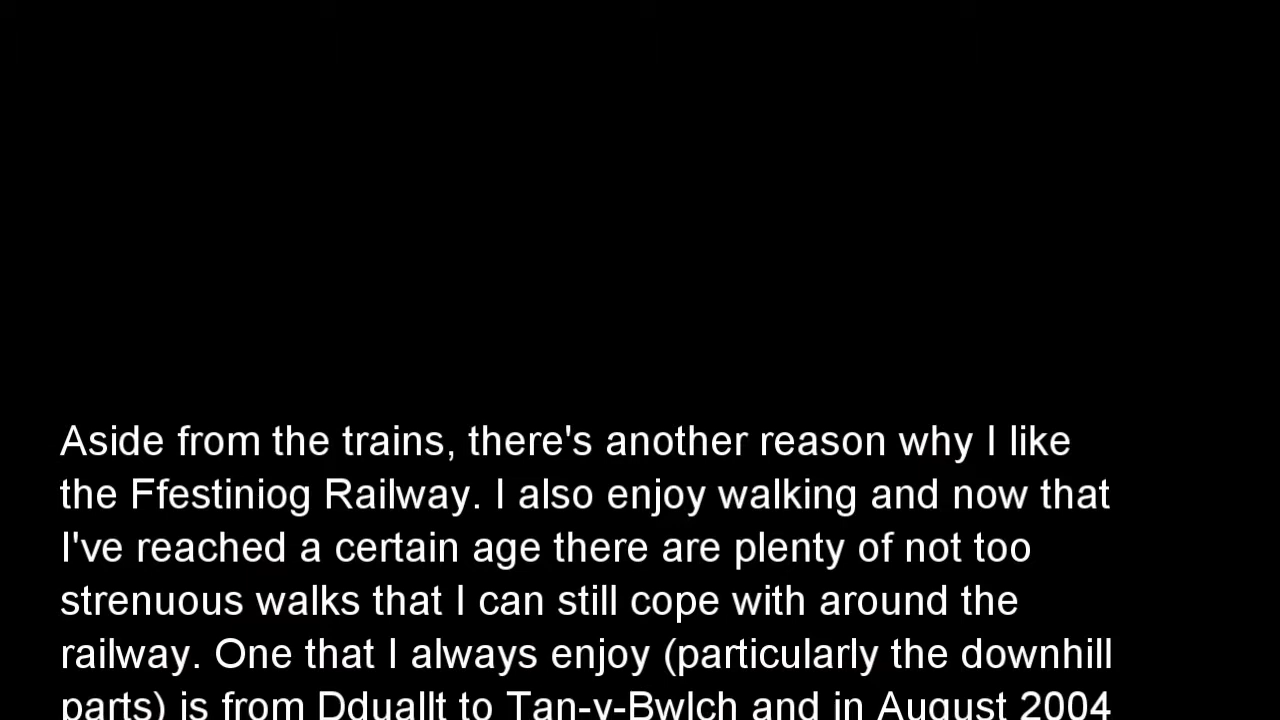 Aside from the trains, there's another reason why I like
the Ffestiniog Railway. I also enjoy walking and now that
I've reached a certain age there are plenty of not too
strenuous walks that I can still cope with around the
railway. One that I always enjoy (particularly the downhill
parts) is from Dduallt to Tan-y-Bwlch and in August 2004